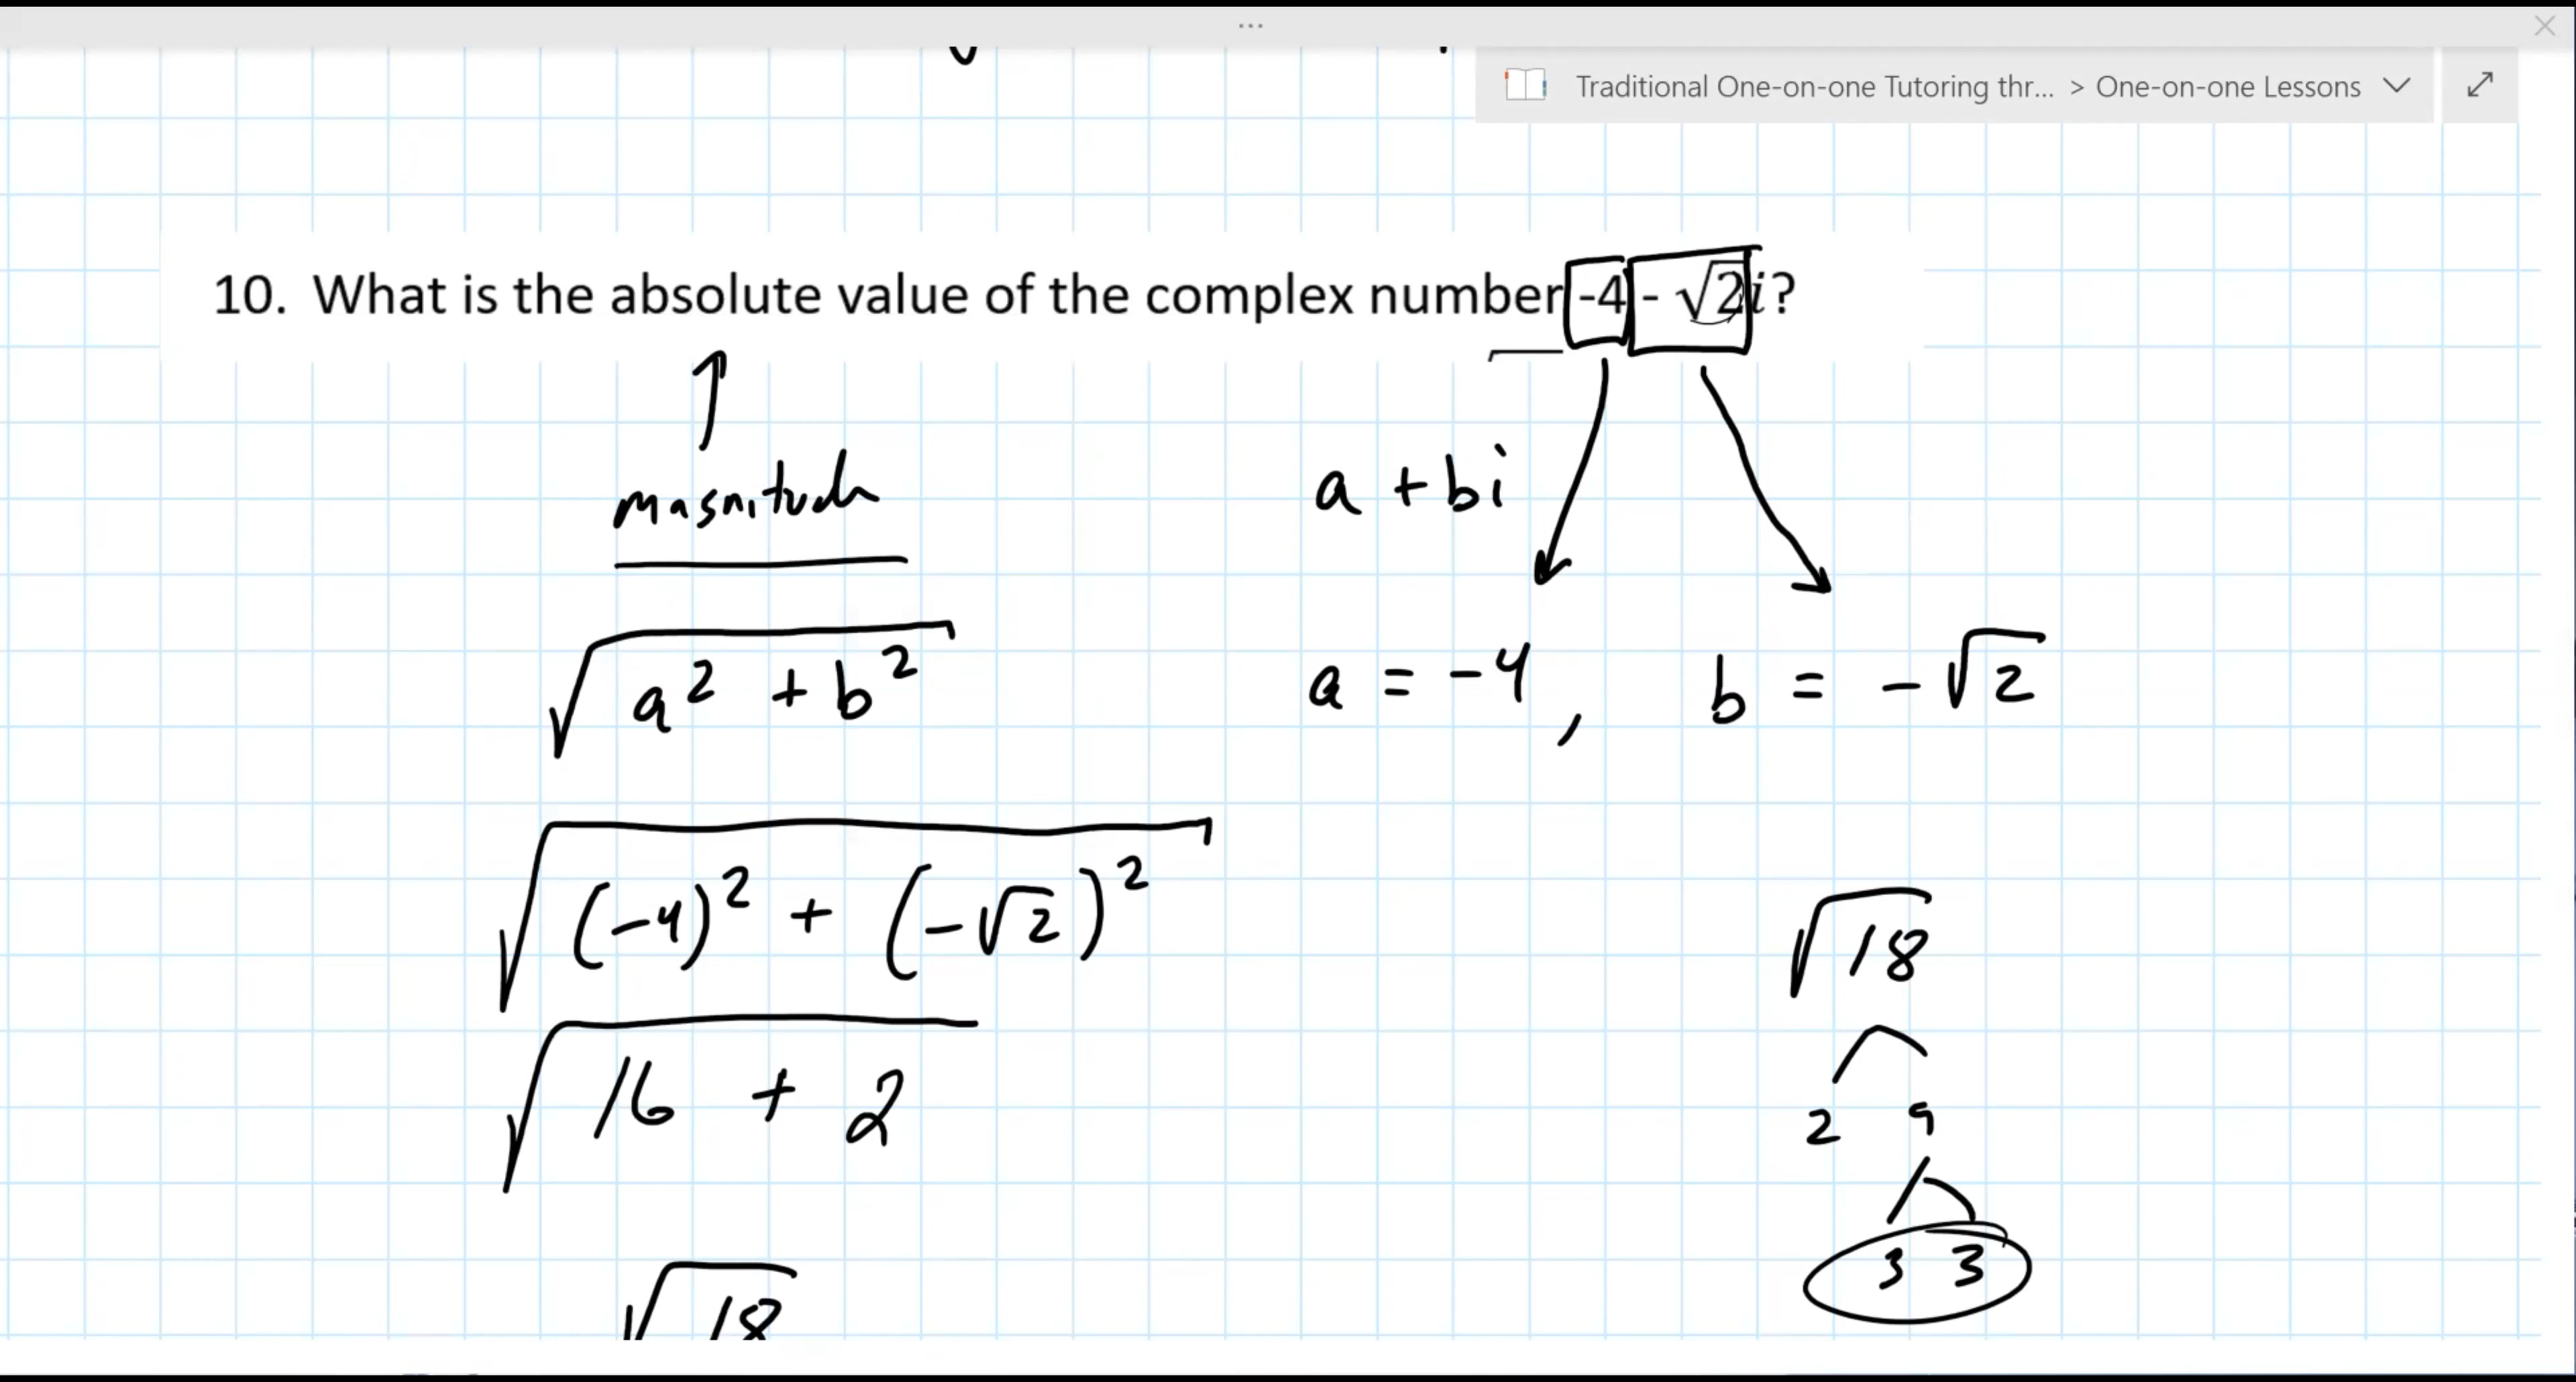 ...
Traditional One-on-one Tutoring thr... > One-on-one Lessons
10. What is the absolute value of the complex number -4 - √2i?
magnitude
a + bi
√(a² + b²)
a = -4, b = -√2
√((-4)² + (-√2)²)
√18
√(16 + 2)
2 9
3 3
√18